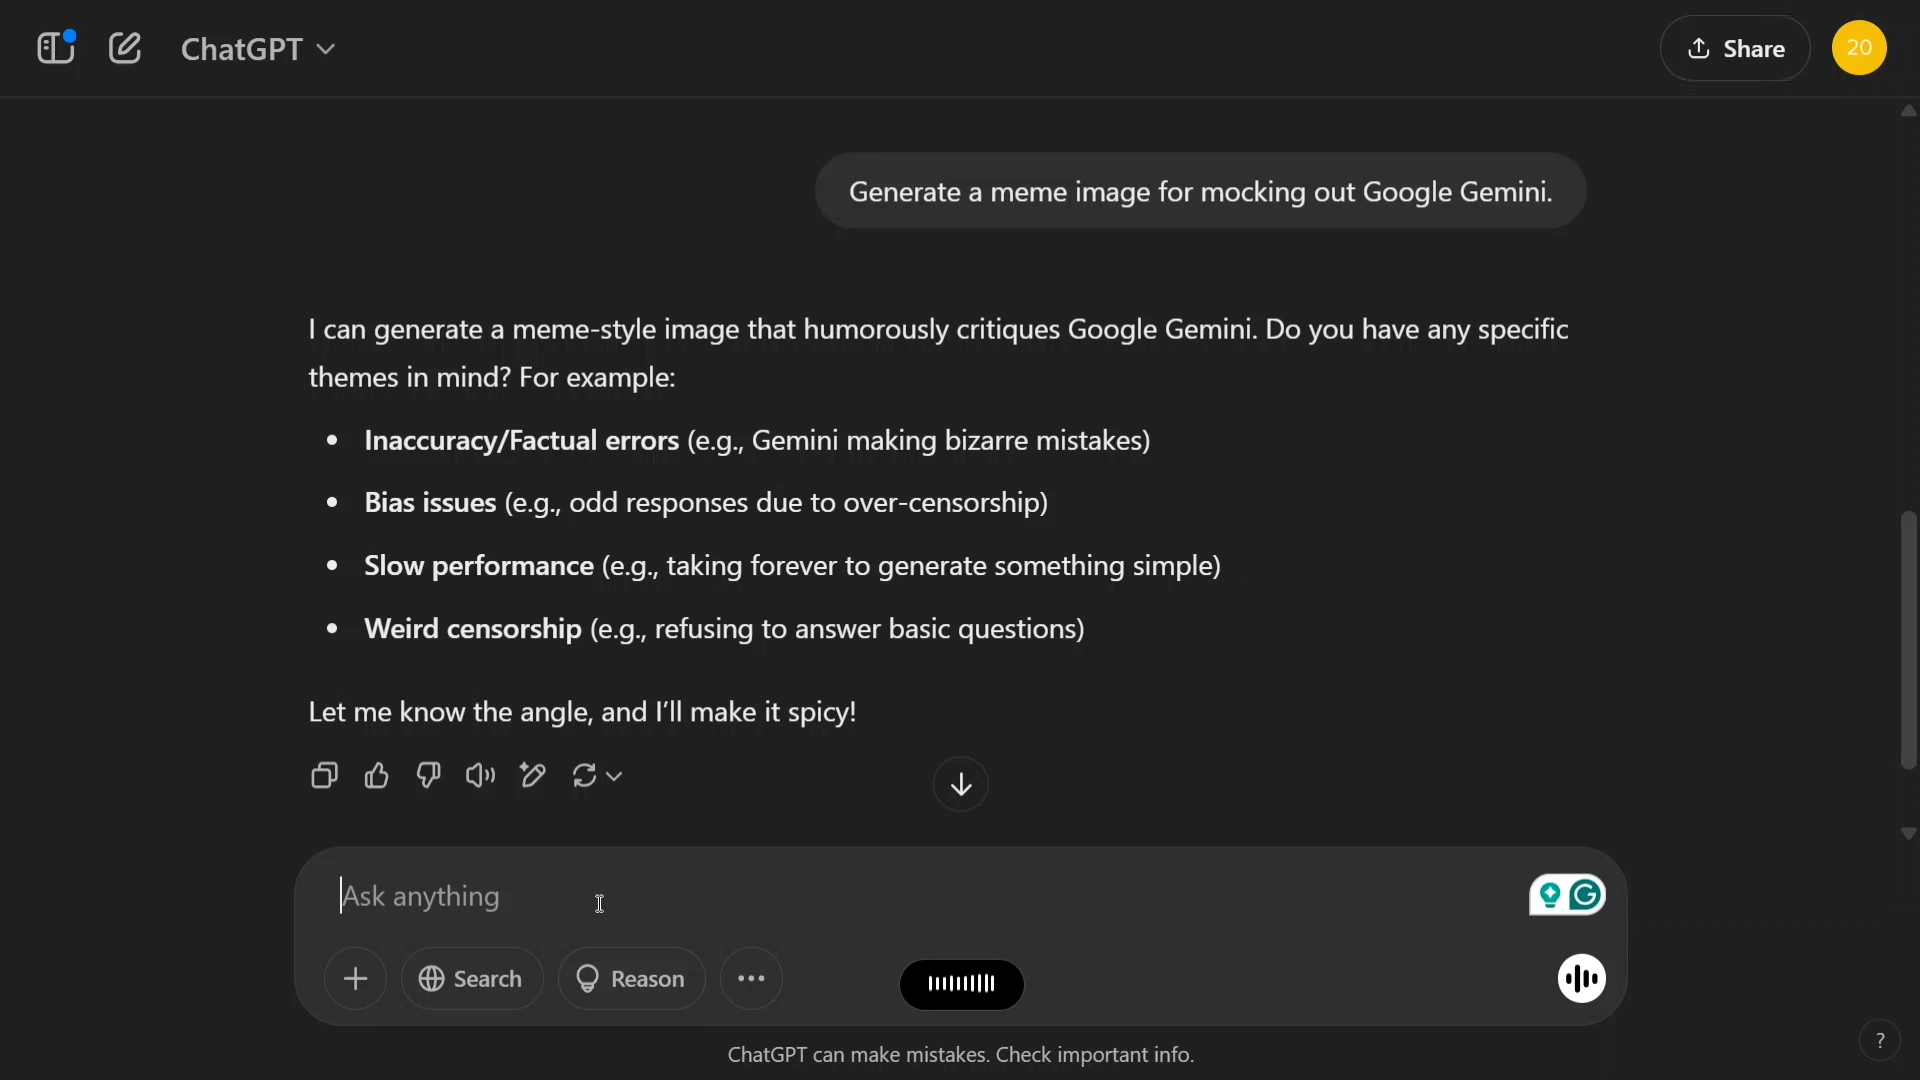 ChatGPT
Share
20
Generate a meme image for mocking out Google Gemini.
I can generate a meme-style image that humorously critiques Google Gemini. Do you have any specific
themes in mind? For example:
• Inaccuracy/Factual errors (e.g., Gemini making bizarre mistakes)
• Bias issues (e.g., odd responses due to over-censorship)
• Slow performance (e.g., taking forever to generate something simple)
• Weird censorship (e.g., refusing to answer basic questions)
Let me know the angle, and I’ll make it spicy!
Ask anything
Search
Reason
ChatGPT can make mistakes. Check important info.
?